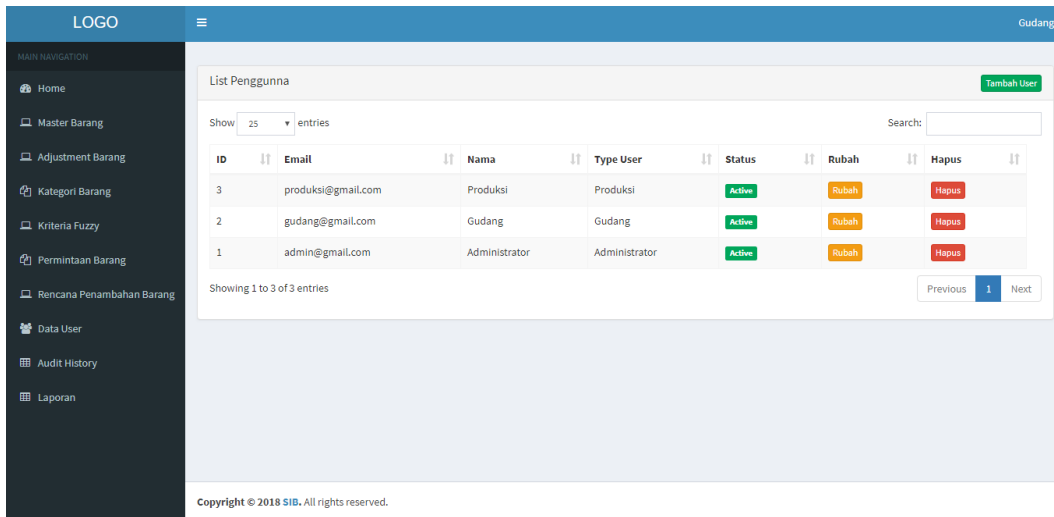 LOGO
Gudang
MAIN NAVIGATION
Home
Master Barang
Adjustment Barang
Kategori Barang
Kriteria Fuzzy
Permintaan Barang
Rencana Penambahan Barang
Data User
Audit History
Laporan
List Penggunna
Tambah User
Show 25 entries
Search:
ID Email Nama Type User Status Rubah Hapus
3 produksi@gmail.com Produksi Produksi Active Rubah Hapus
2 gudang@gmail.com Gudang Gudang Active Rubah Hapus
1 admin@gmail.com Administrator Administrator Active Rubah Hapus
Showing 1 to 3 of 3 entries
Previous 1 Next
Copyright © 2018 SIB. All rights reserved.